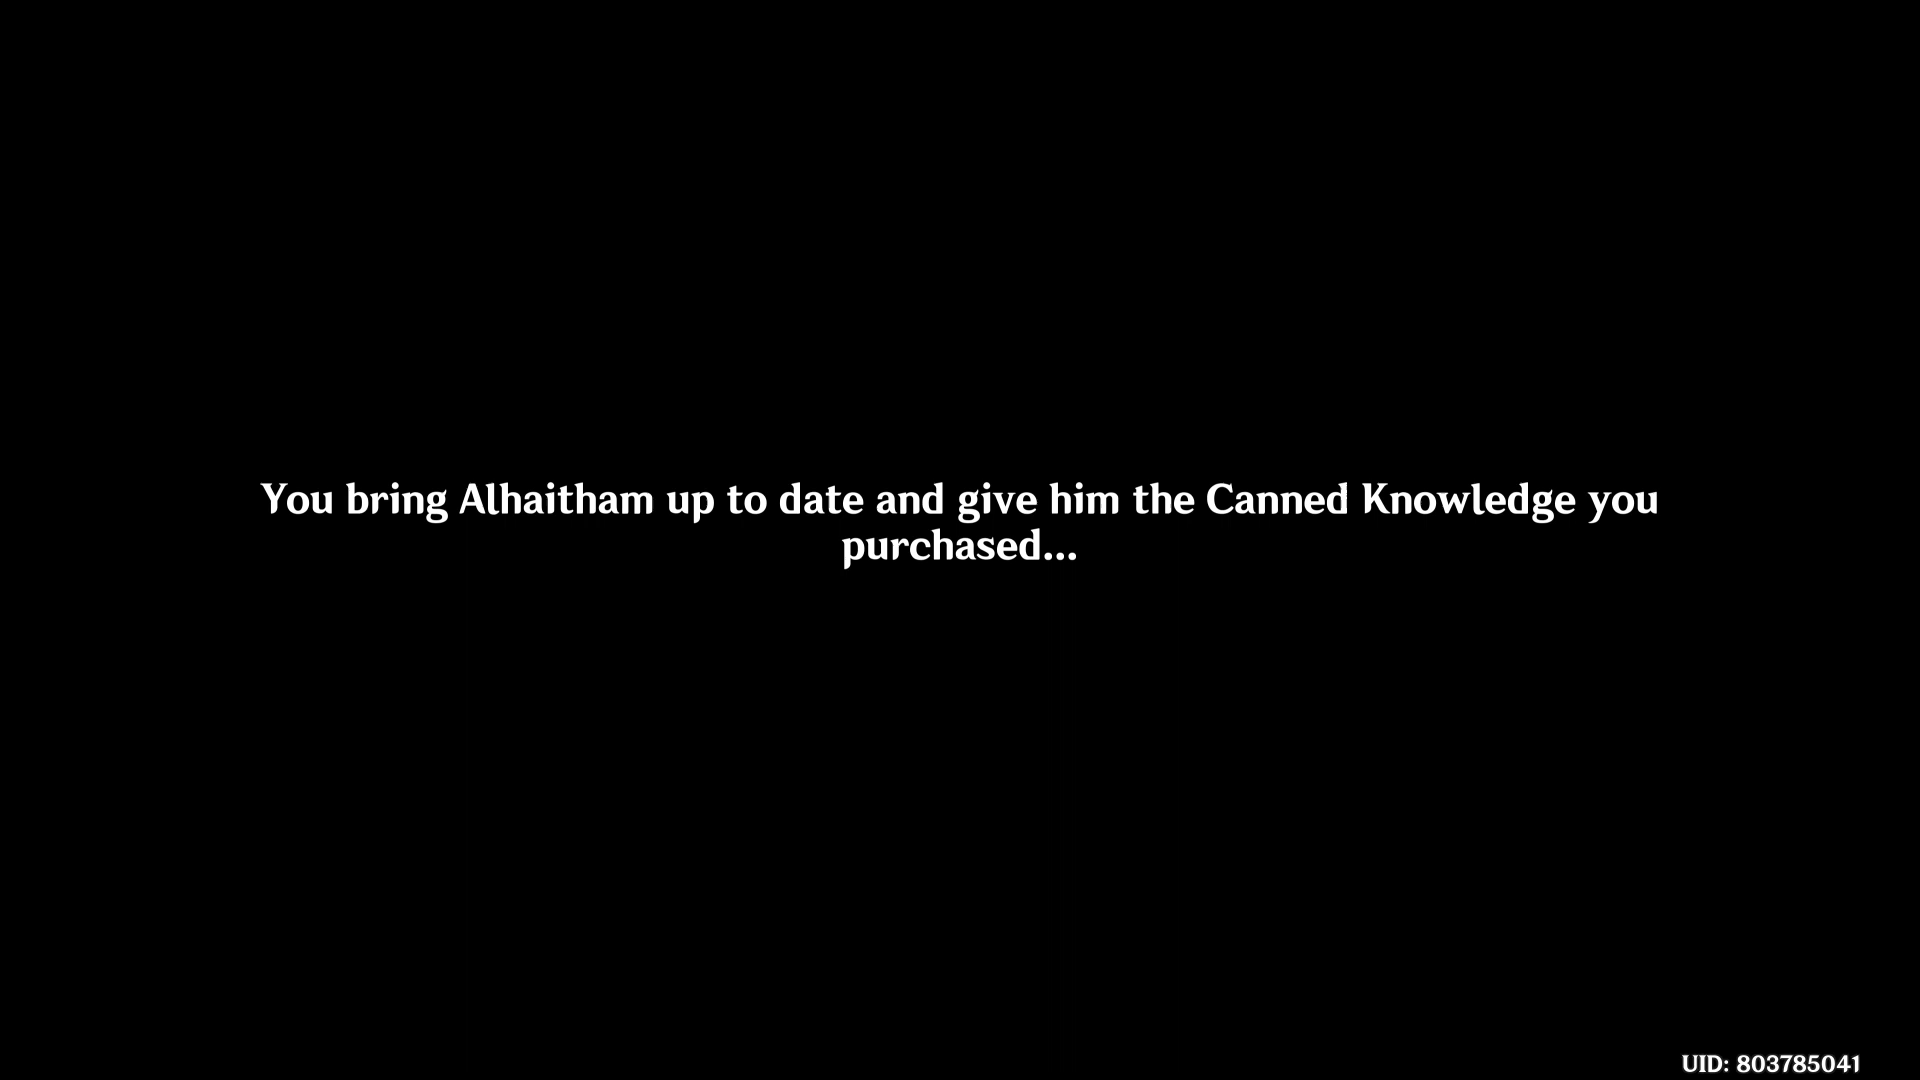 You bring Alhaitham up to date and give him the Canned Knowledge you
purchased...
UID: 803785041